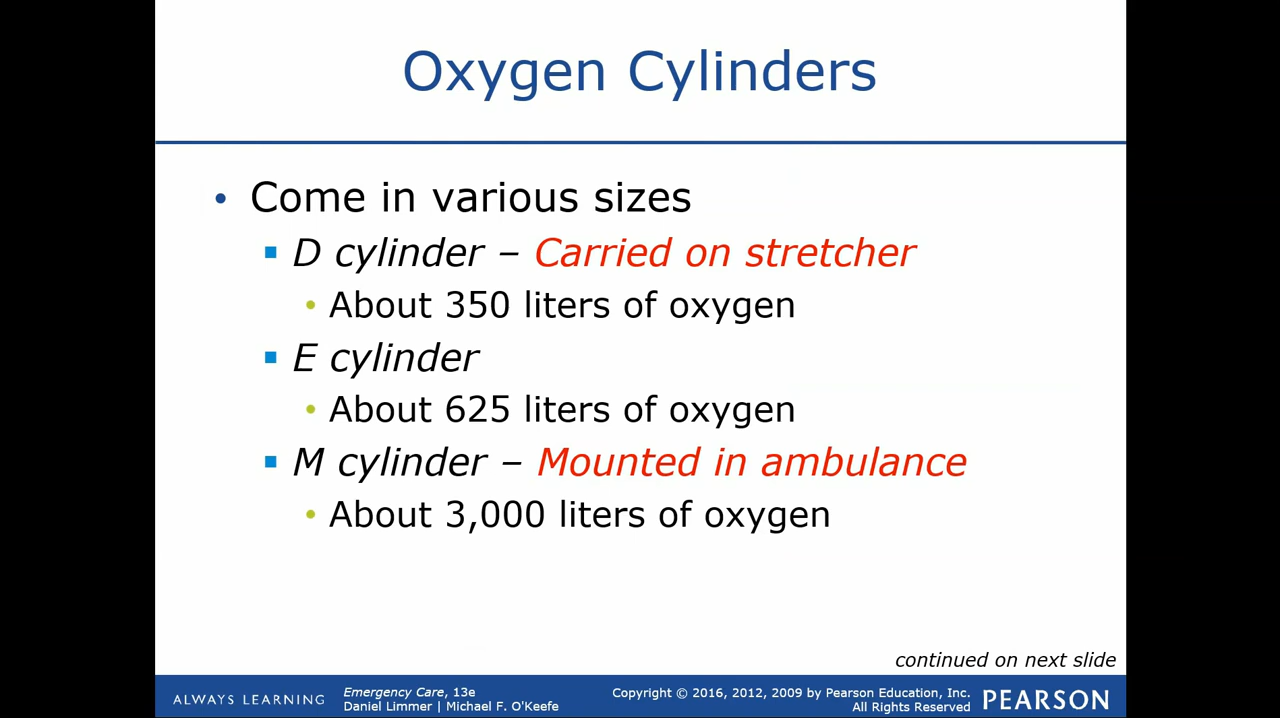 Oxygen Cylinders
• Come in various sizes
▪ D cylinder – Carried on stretcher
• About 350 liters of oxygen
▪ E cylinder
• About 625 liters of oxygen
▪ M cylinder – Mounted in ambulance
• About 3,000 liters of oxygen
continued on next slide
ALWAYS LEARNING
Emergency Care, 13e
Daniel Limmer | Michael F. O'Keefe
Copyright © 2016, 2012, 2009 by Pearson Education, Inc.
All Rights Reserved
PEARSON